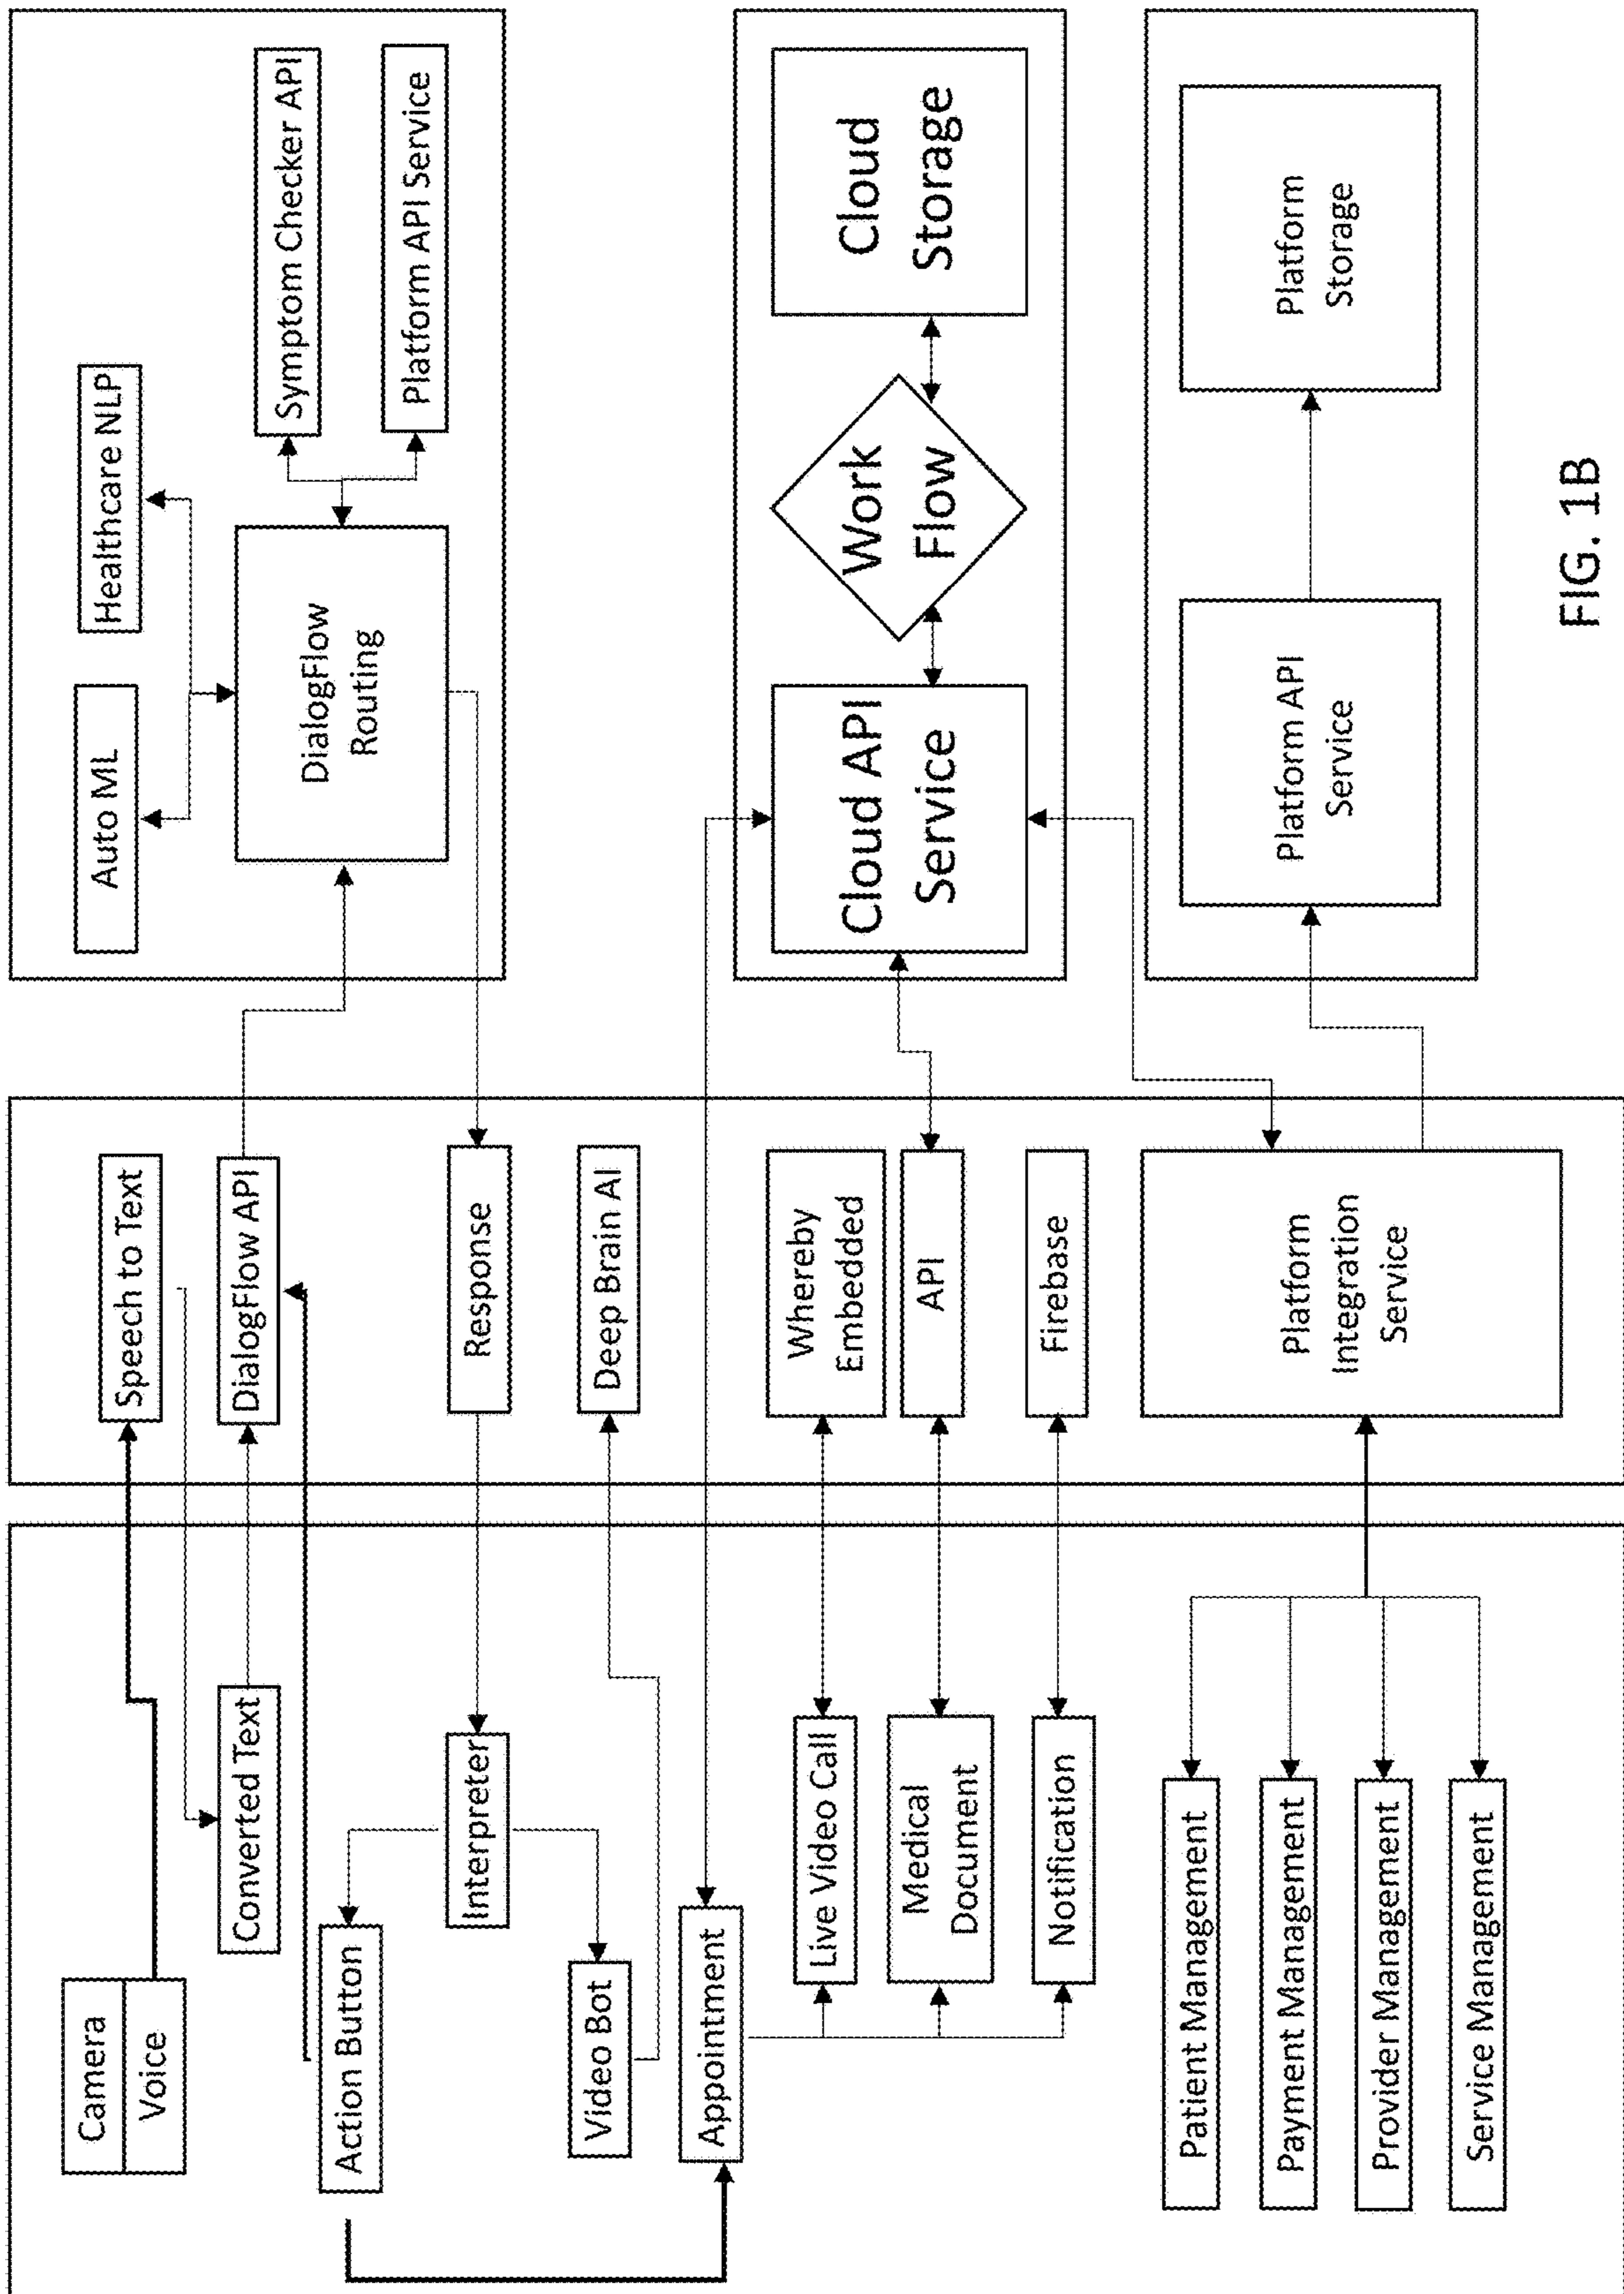 Camera
Voice
Speech to Text
Converted Text
DialogFlow API
Action Button
Interpreter
Response
Video Bot
Deep Brain AI
Appointment
Live Video Call
Whereby
Embedded
Medical
Document
API
Notification
Firebase
Patient Management
Payment Management
Provider Management
Service Management
Platform
Integration
Service
Auto ML
Healthcare NLP
DialogFlow
Routing
Symptom Checker API
Platform API Service
Cloud API
Service
Work
Flow
Cloud
Storage
Platform API
Service
Platform
Storage
FIG. 1B